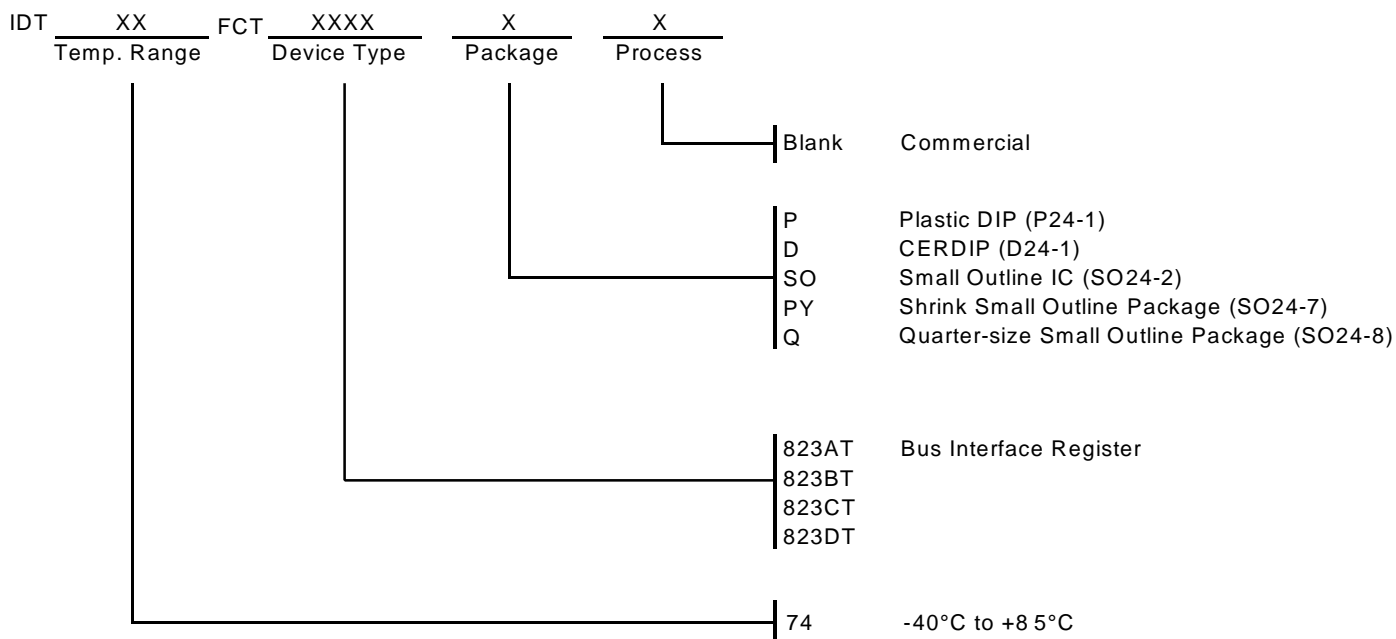 IDT XX FCT XXXX X X
Temp. Range Device Type Package Process
Blank Commercial
P Plastic DIP (P24-1)
D CERDIP (D24-1)
SO Small Outline IC (SO24-2)
PY Shrink Small Outline Package (SO24-7)
Q Quarter-size Small Outline Package (SO24-8)
823AT Bus Interface Register
823BT
823CT
823DT
74 -40°C to +85°C